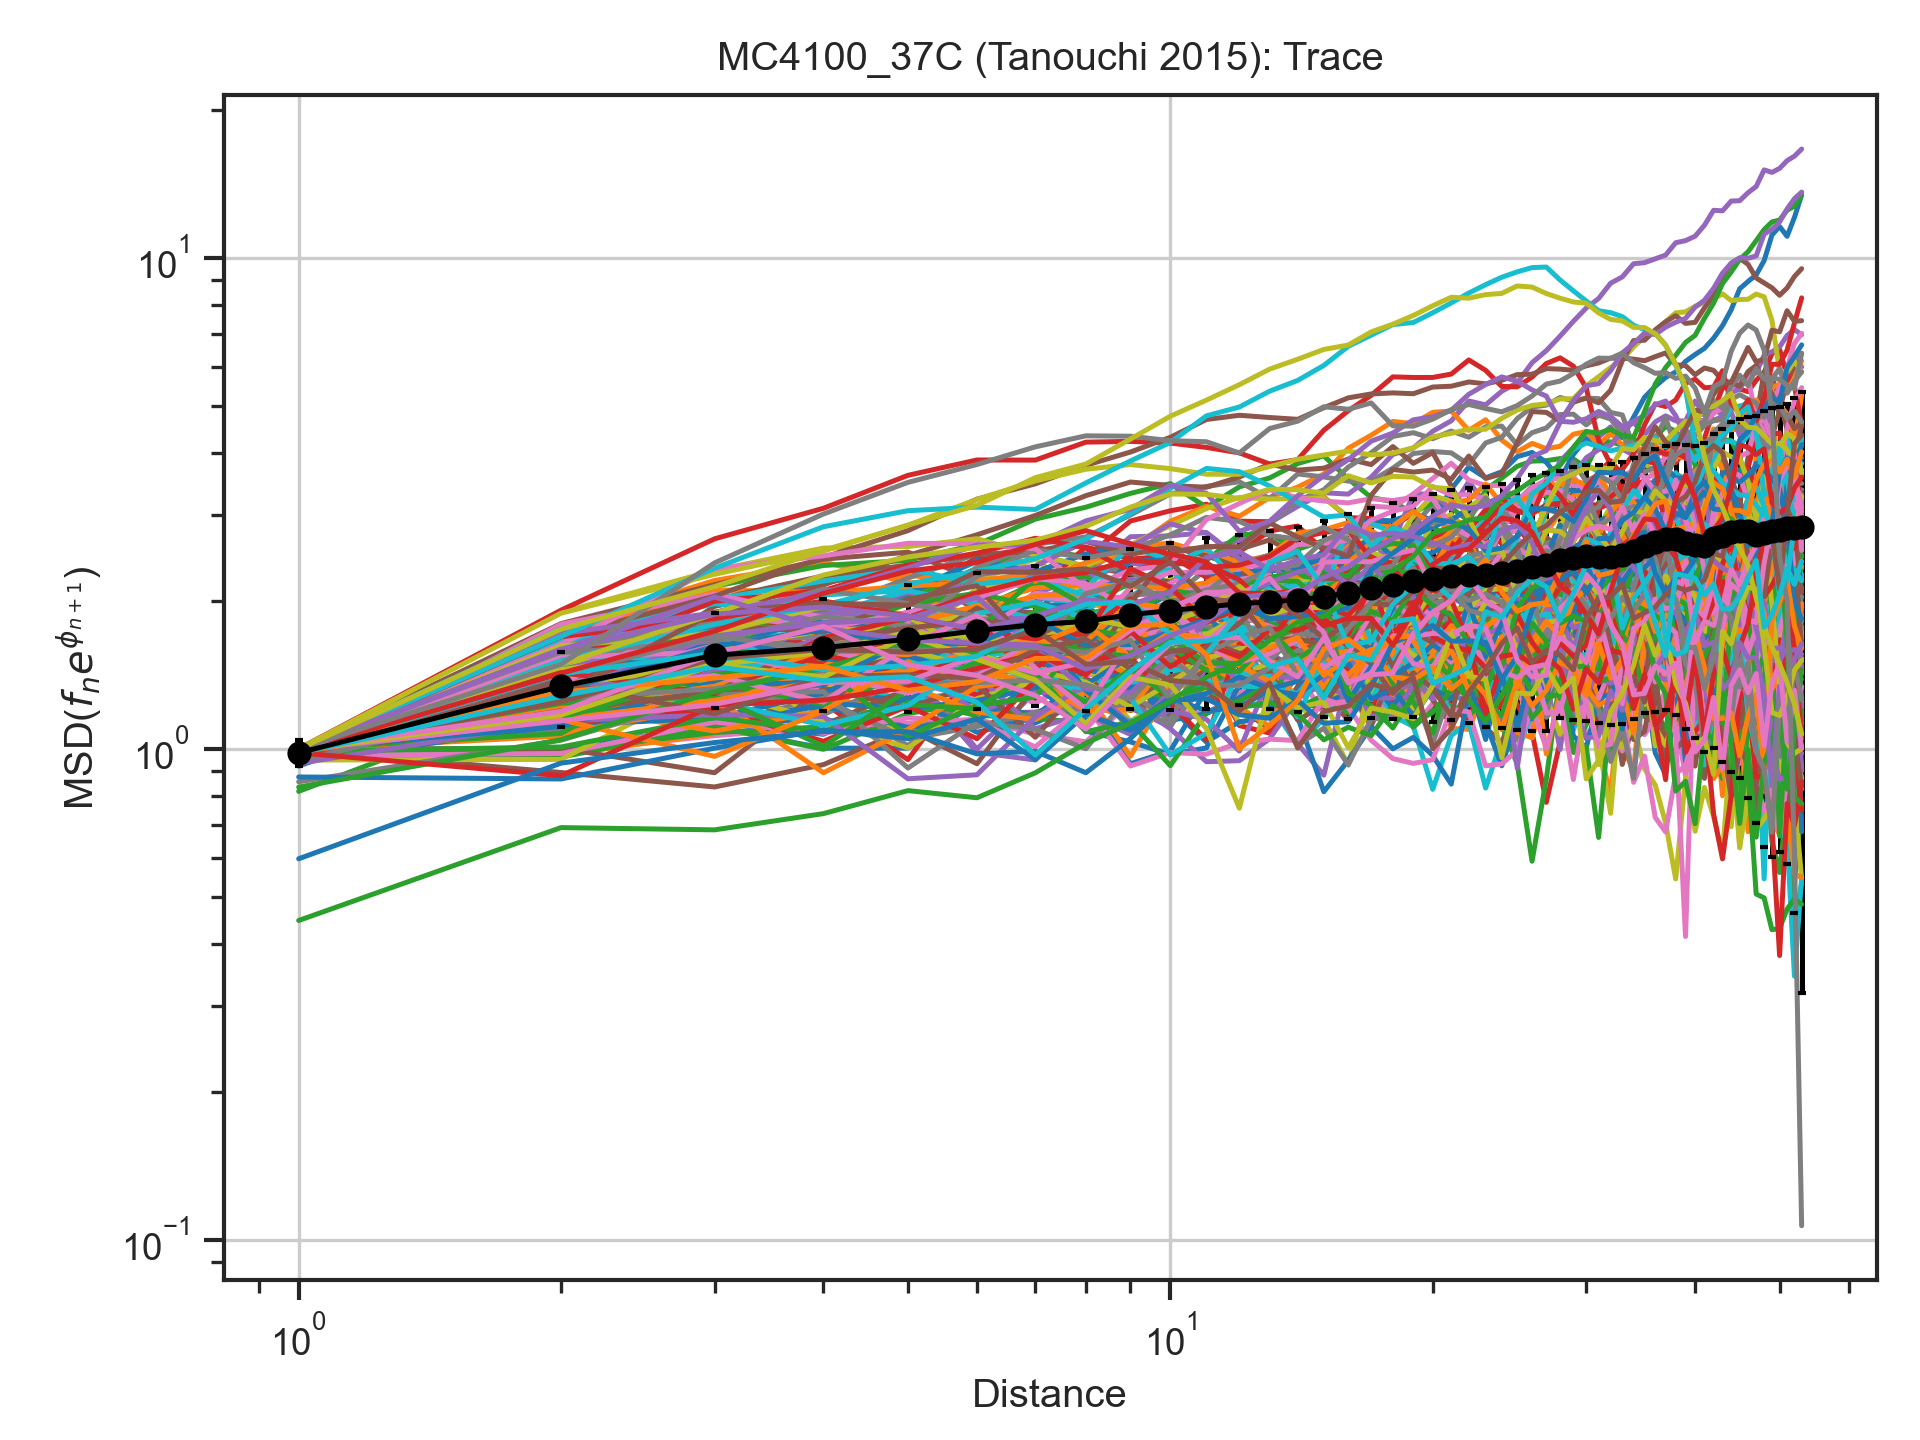 MC4100_37C (Tanouchi 2015): Trace
MSD(fₙe^ϕₙ₊₁)
10¹
10⁰
10⁻¹
10⁰ 10¹
Distance